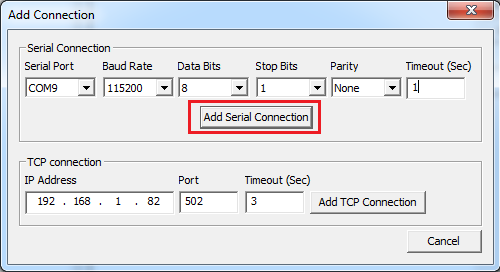 Add Connection
Serial Connection
Serial Port Baud Rate Data Bits Stop Bits Parity Timeout (Sec)
COM9 115200 8 1 None 1
Add Serial Connection
TCP connection
IP Address Port Timeout (Sec)
192 . 168 . 1 . 82 502 3 Add TCP Connection
Cancel